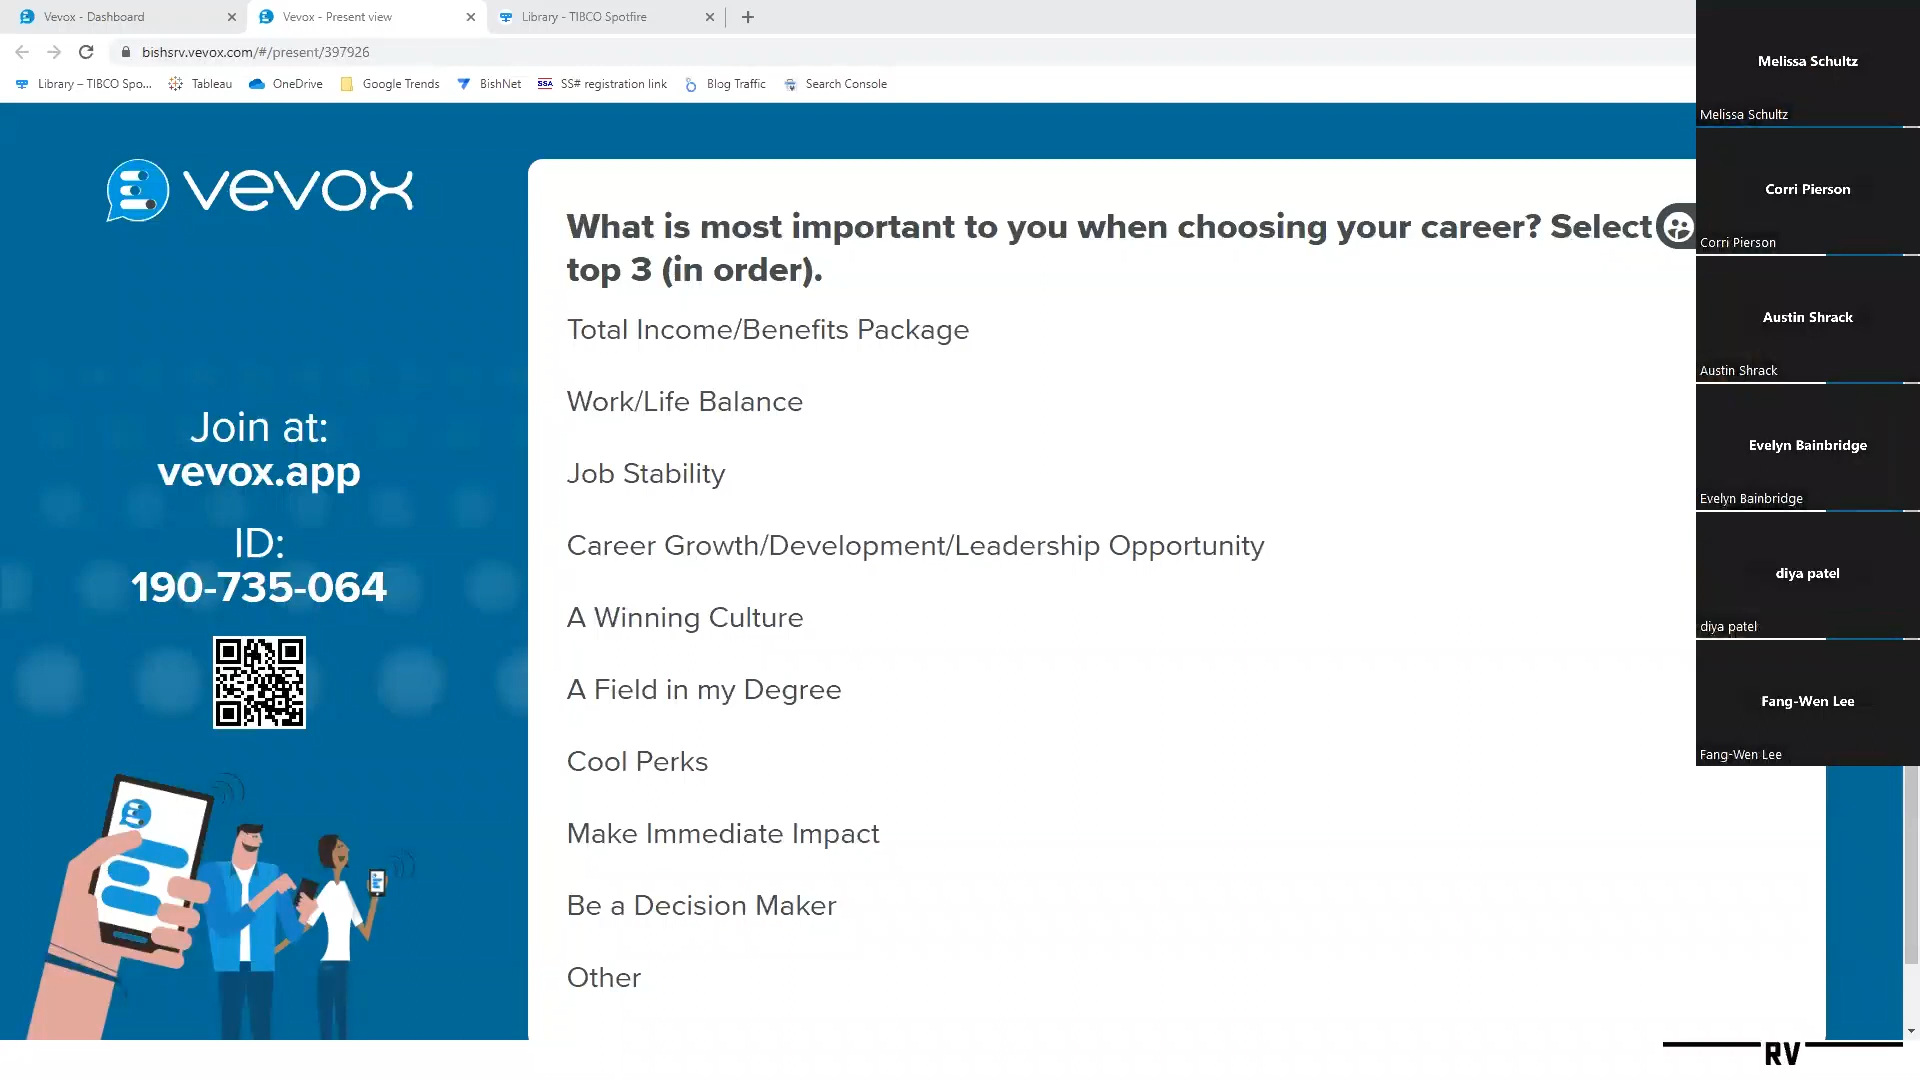 Vevox - Dashboard
Vevox - Present view
Library - TIBCO Spotfire
bishsrv.vevox.com/#/present/397926
Library – TIBCO Spo...
Tableau
OneDrive
Google Trends
BishNet
SSA
SS# registration link
Blog Traffic
Search Console
vevox
Join at:
vevox.app
ID:
190-735-064
What is most important to you when choosing your career? Select
top 3 (in order).
Total Income/Benefits Package
Work/Life Balance
Job Stability
Career Growth/Development/Leadership Opportunity
A Winning Culture
A Field in my Degree
Cool Perks
Make Immediate Impact
Be a Decision Maker
Other
Melissa Schultz
Melissa Schultz
Corri Pierson
Corri Pierson
Austin Shrack
Austin Shrack
Evelyn Bainbridge
Evelyn Bainbridge
diya patel
diya patel
Fang-Wen Lee
Fang-Wen Lee
RV